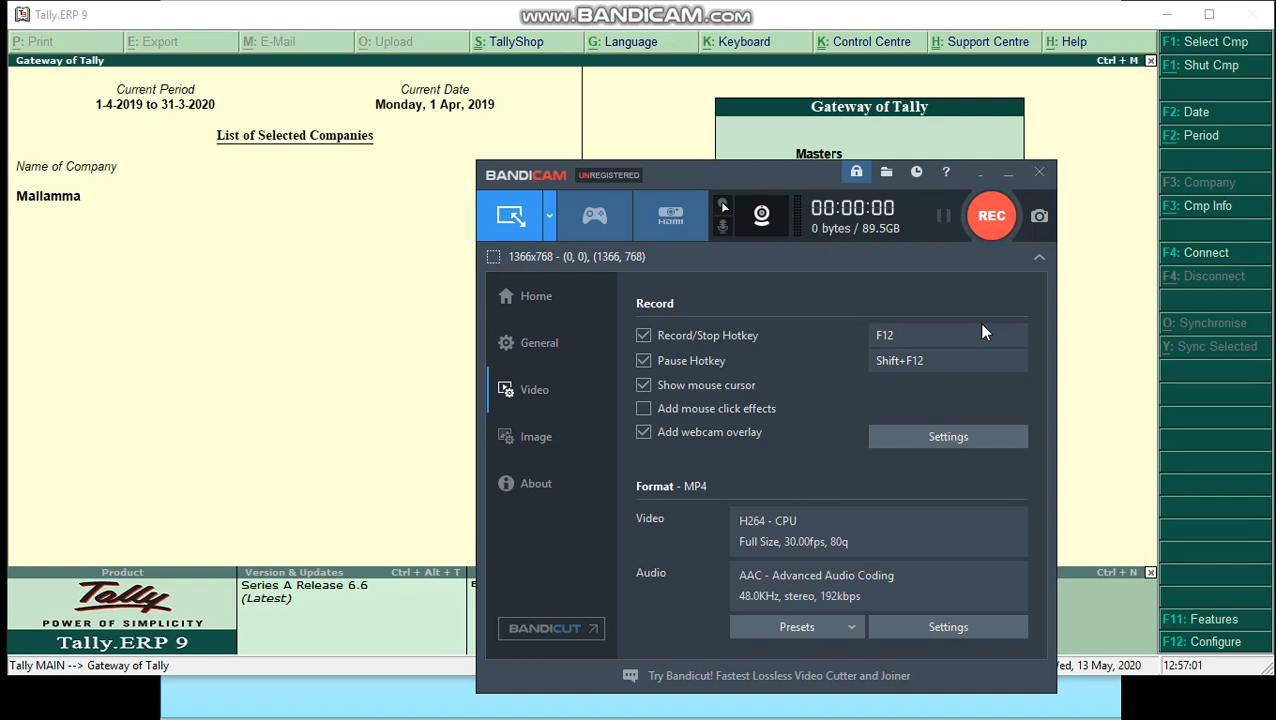 Tally.ERP 9
www.BANDICAM.com
P: Print
E: Export
M: E-Mail
O: Upload
S: TallyShop
G: Language
K: Keyboard
K: Control Centre
H: Support Centre
H: Help
Gateway of Tally
Ctrl + M
Current Period
1-4-2019 to 31-3-2020
Current Date
Monday, 1 Apr, 2019
List of Selected Companies
Name of Company
Mallamma
Gateway of Tally
Masters
F1: Select Cmp
F1: Shut Cmp
F2: Date
F2: Period
F3: Company
F3: Cmp Info
F4: Connect
F4: Disconnect
O: Synchronise
Y: Sync Selected
F11: Features
F12: Configure
BANDICAM UNREGISTERED
?
HDMI
00:00:00
0 bytes / 89.5GB
REC
1366x768 - (0, 0), (1366, 768)
Home
General
Video
Image
About
BANDICUT
Record
Record/Stop Hotkey
F12
Pause Hotkey
Shift+F12
Show mouse cursor
Add mouse click effects
Add webcam overlay
Settings
Format - MP4
Video
H264 - CPU
Full Size, 30.00fps, 80q
Audio
AAC - Advanced Audio Coding
48.0KHz, stereo, 192kbps
Presets
Settings
Try Bandicut! Fastest Lossless Video Cutter and Joiner
Product
Version & Updates
Ctrl + Alt + T
Ctrl + N
Tally
POWER OF SIMPLICITY
Tally.ERP 9
Series A Release 6.6
(Latest)
Tally MAIN --> Gateway of Tally
Wed, 13 May, 2020
12:57:01